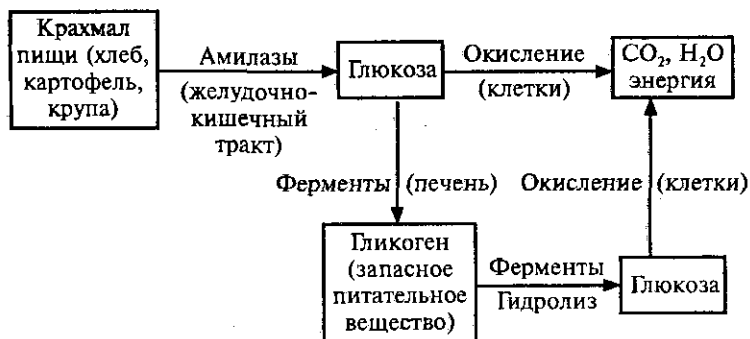 Крахмал
пищи (хлеб,
картофель,
крупа)
Амилазы
(желудочно-
кишечный
тракт)
Глюкоза
Окисление
(клетки)
CO₂, H₂O
энергия
Ферменты (печень)
Окисление (клетки)
Гликоген
(запасное
питательное
вещество)
Ферменты
Гидролиз
Глюкоза